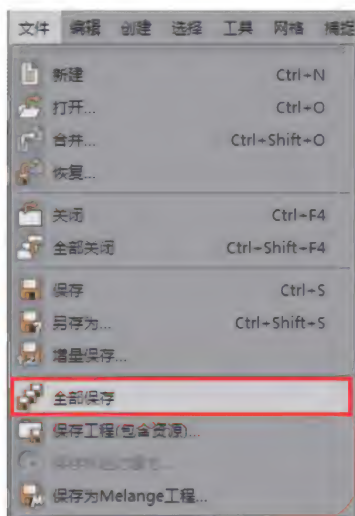 文件 编辑 创建 选择 工具 网格 捕捉
新建 Ctrl+N
打开... Ctrl+O
合并... Ctrl+Shift+O
恢复...
关闭 Ctrl+F4
全部关闭 Ctrl+Shift+F4
保存 Ctrl+S
另存为... Ctrl+Shift+S
增量保存...
全部保存
保存工程(包含资源)...
保存为Melange工程...